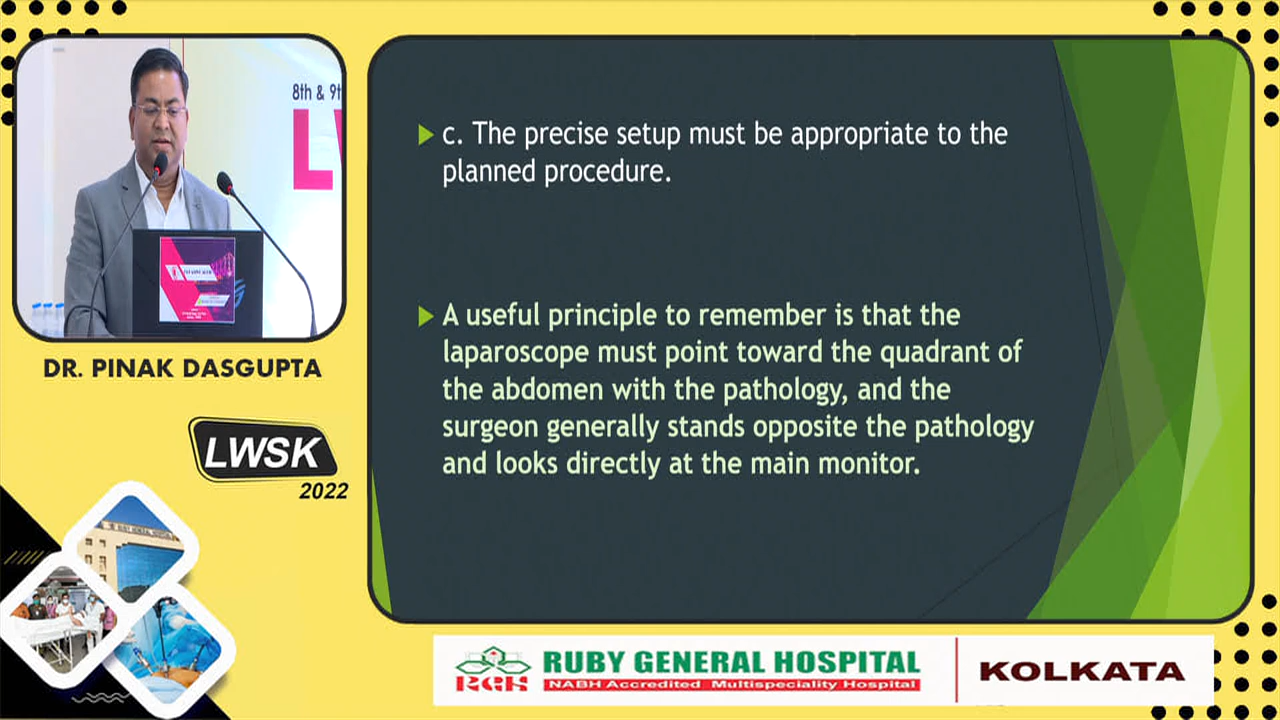 8th & 9t
LW
DR. PINAK DASGUPTA
LWSK
2022
c. The precise setup must be appropriate to the
planned procedure.
A useful principle to remember is that the
laparoscope must point toward the quadrant of
the abdomen with the pathology, and the
surgeon generally stands opposite the pathology
and looks directly at the main monitor.
RGH
RUBY GENERAL HOSPITAL
NABH Accredited Multispeciality Hospital
KOLKATA